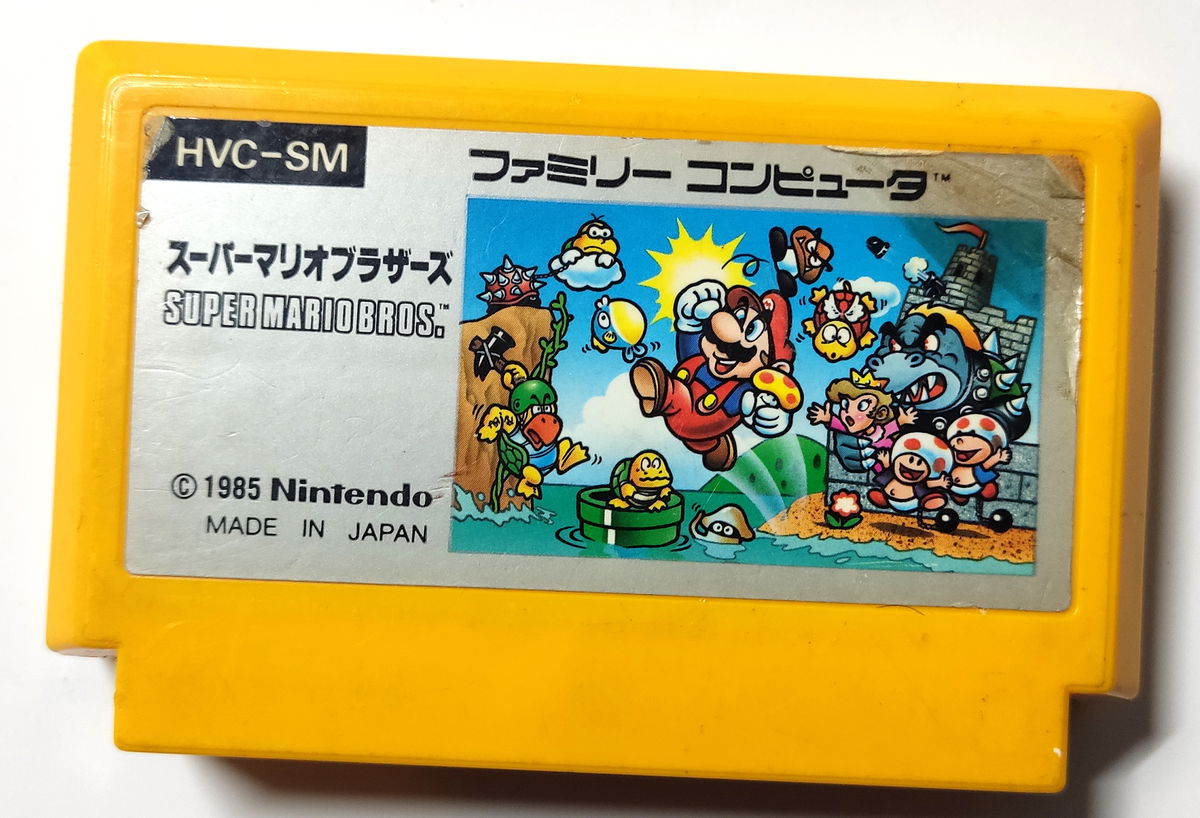 HVC-SM
ファミリー コンピュータ™
スーパーマリオブラザーズ
SUPER MARIO BROS.™
© 1985 Nintendo
MADE IN JAPAN